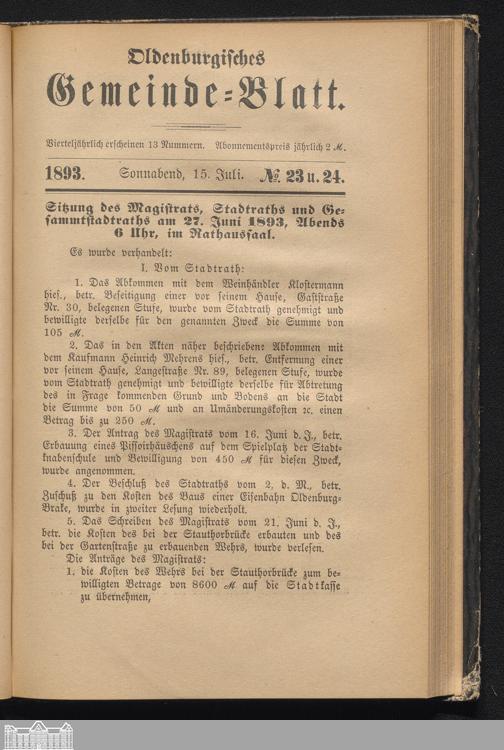 Oldenburgisches
Gemeinde-Blatt.
Vierteljährlich erscheinen 13 Nummern. Abonnementspreis jährlich 2 M.
1893. Sonnabend, 15. Juli. № 23 u. 24.
Sitzung des Magistrats, Stadtraths und Ge-
sammtstadtraths am 27. Juni 1893, Abends
6 Uhr, im Rathaussaal.
Es wurde verhandelt:
I. Vom Stadtrath:
1. Das Abkommen mit dem Weinhändler Klostermann
hies., betr. Beseitigung einer vor seinem Hause, Gaststraße
Nr. 30, belegenen Stufe, wurde vom Stadtrath genehmigt und
bewilligte derselbe für den genannten Zweck die Summe von
105 M.
2. Das in den Akten näher beschriebene Abkommen mit
dem Kaufmann Heinrich Mehrens hies., betr. Entfernung einer
vor seinem Hause, Langestraße Nr. 89, belegenen Stufe, wurde
vom Stadtrath genehmigt und bewilligte derselbe für Abtretung
des in Frage kommenden Grund und Bodens an die Stadt
die Summe von 50 M und an Umänderungskosten ꝛc. einen
Betrag bis zu 250 M.
3. Der Antrag des Magistrats vom 16. Juni d. J., betr.
Erbauung eines Pissoirhäuschens auf dem Spielplatz der Stadt-
knabenschule und Bewilligung von 450 M für diesen Zweck,
wurde angenommen.
4. Der Beschluß des Stadtraths vom 2. d. M., betr.
Zuschuß zu den Kosten des Baus einer Eisenbahn Oldenburg-
Brake, wurde in zweiter Lesung wiederholt.
5. Das Schreiben des Magistrats vom 21. Juni d. J.,
betr. die Kosten des bei der Stauthorbrücke erbauten und des
bei der Gartenstraße zu erbauenden Wehrs, wurde verlesen.
Die Anträge des Magistrats:
1. die Kosten des Wehrs bei der Stauthorbrücke zum be-
willigten Betrage von 8600 M auf die Stadtkasse
zu übernehmen,